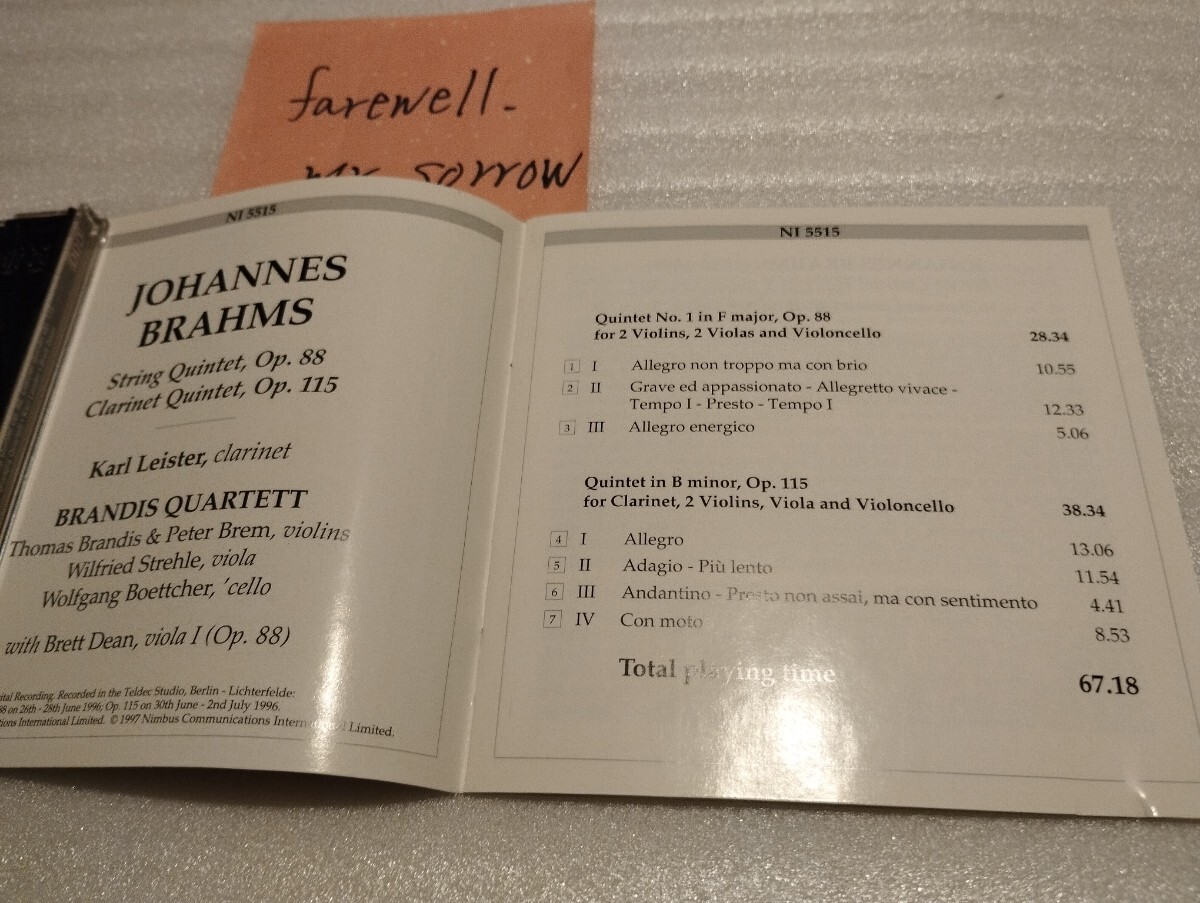 farewell-
my sorrow
NI 5515
JOHANNES
BRAHMS
String Quintet, Op. 88
Clarinet Quintet, Op. 115
Karl Leister, clarinet
BRANDIS QUARTETT
Thomas Brandis & Peter Brem, violins
Wilfried Strehle, viola
Wolfgang Boettcher, 'cello
with Brett Dean, viola I (Op. 88)
Recording. Recorded in the Teldec Studio, Berlin - Lichterfelde:
88 on 26th - 28th June 1996; Op. 115 on 30th June - 2nd July 1996.
International Limited. © 1997 Nimbus Communications International Limited.
NI 5515
Quintet No. 1 in F major, Op. 88
for 2 Violins, 2 Violas and Violoncello 28.34
1 I Allegro non troppo ma con brio 10.55
2 II Grave ed appassionato - Allegretto vivace -
Tempo I - Presto - Tempo I 12.33
3 III Allegro energico 5.06
Quintet in B minor, Op. 115
for Clarinet, 2 Violins, Viola and Violoncello 38.34
4 I Allegro 13.06
5 II Adagio - Più lento 11.54
6 III Andantino - Presto non assai, ma con sentimento 4.41
7 IV Con moto 8.53
Total playing time 67.18